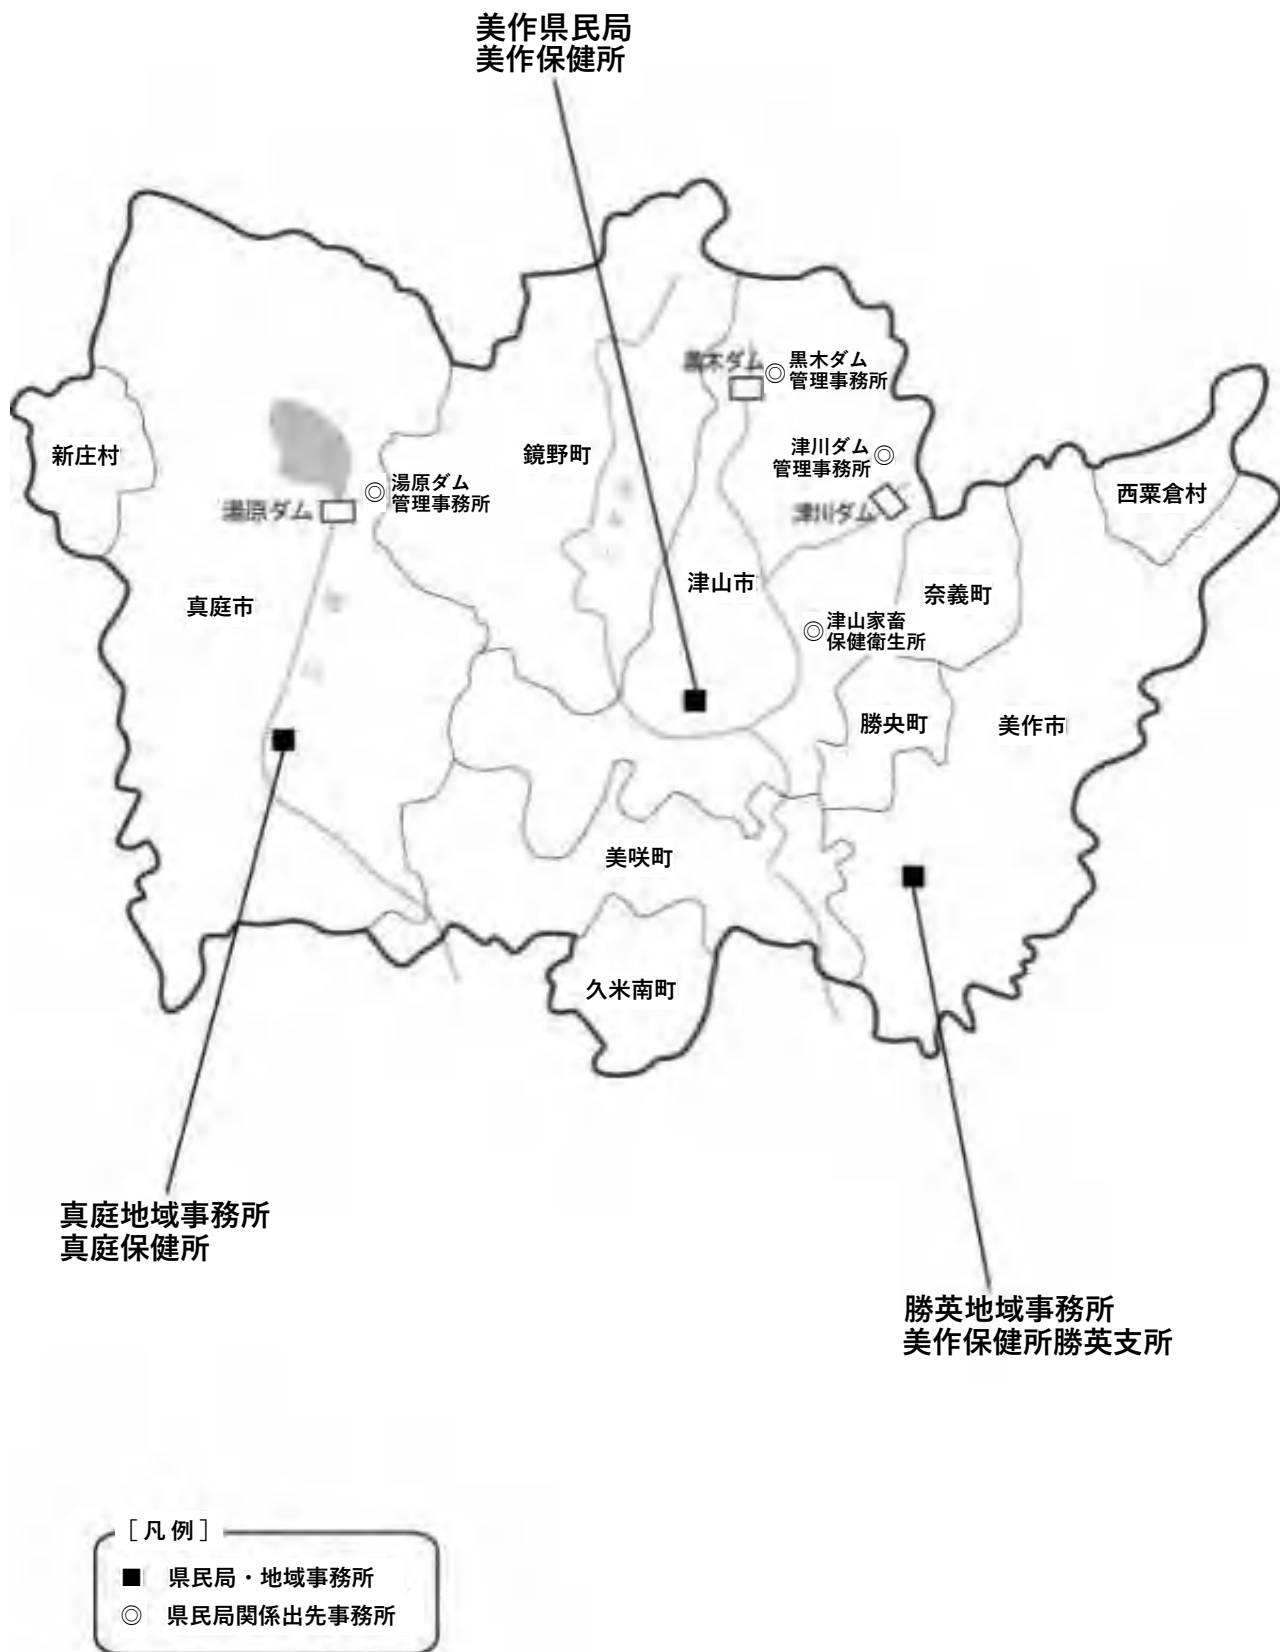 美作県民局
美作保健所
黒木ダム
黒木ダム
管理事務所
津川ダム
管理事務所
津川ダム
新庄村
鏡野町
西粟倉村
湯原ダム
管理事務所
湯原ダム
真庭市
津山市
奈義町
津山家畜
保健衛生所
勝央町
美作市
美咲町
久米南町
真庭地域事務所
真庭保健所
勝英地域事務所
美作保健所勝英支所
［凡例］
■ 県民局・地域事務所
◎ 県民局関係出先事務所